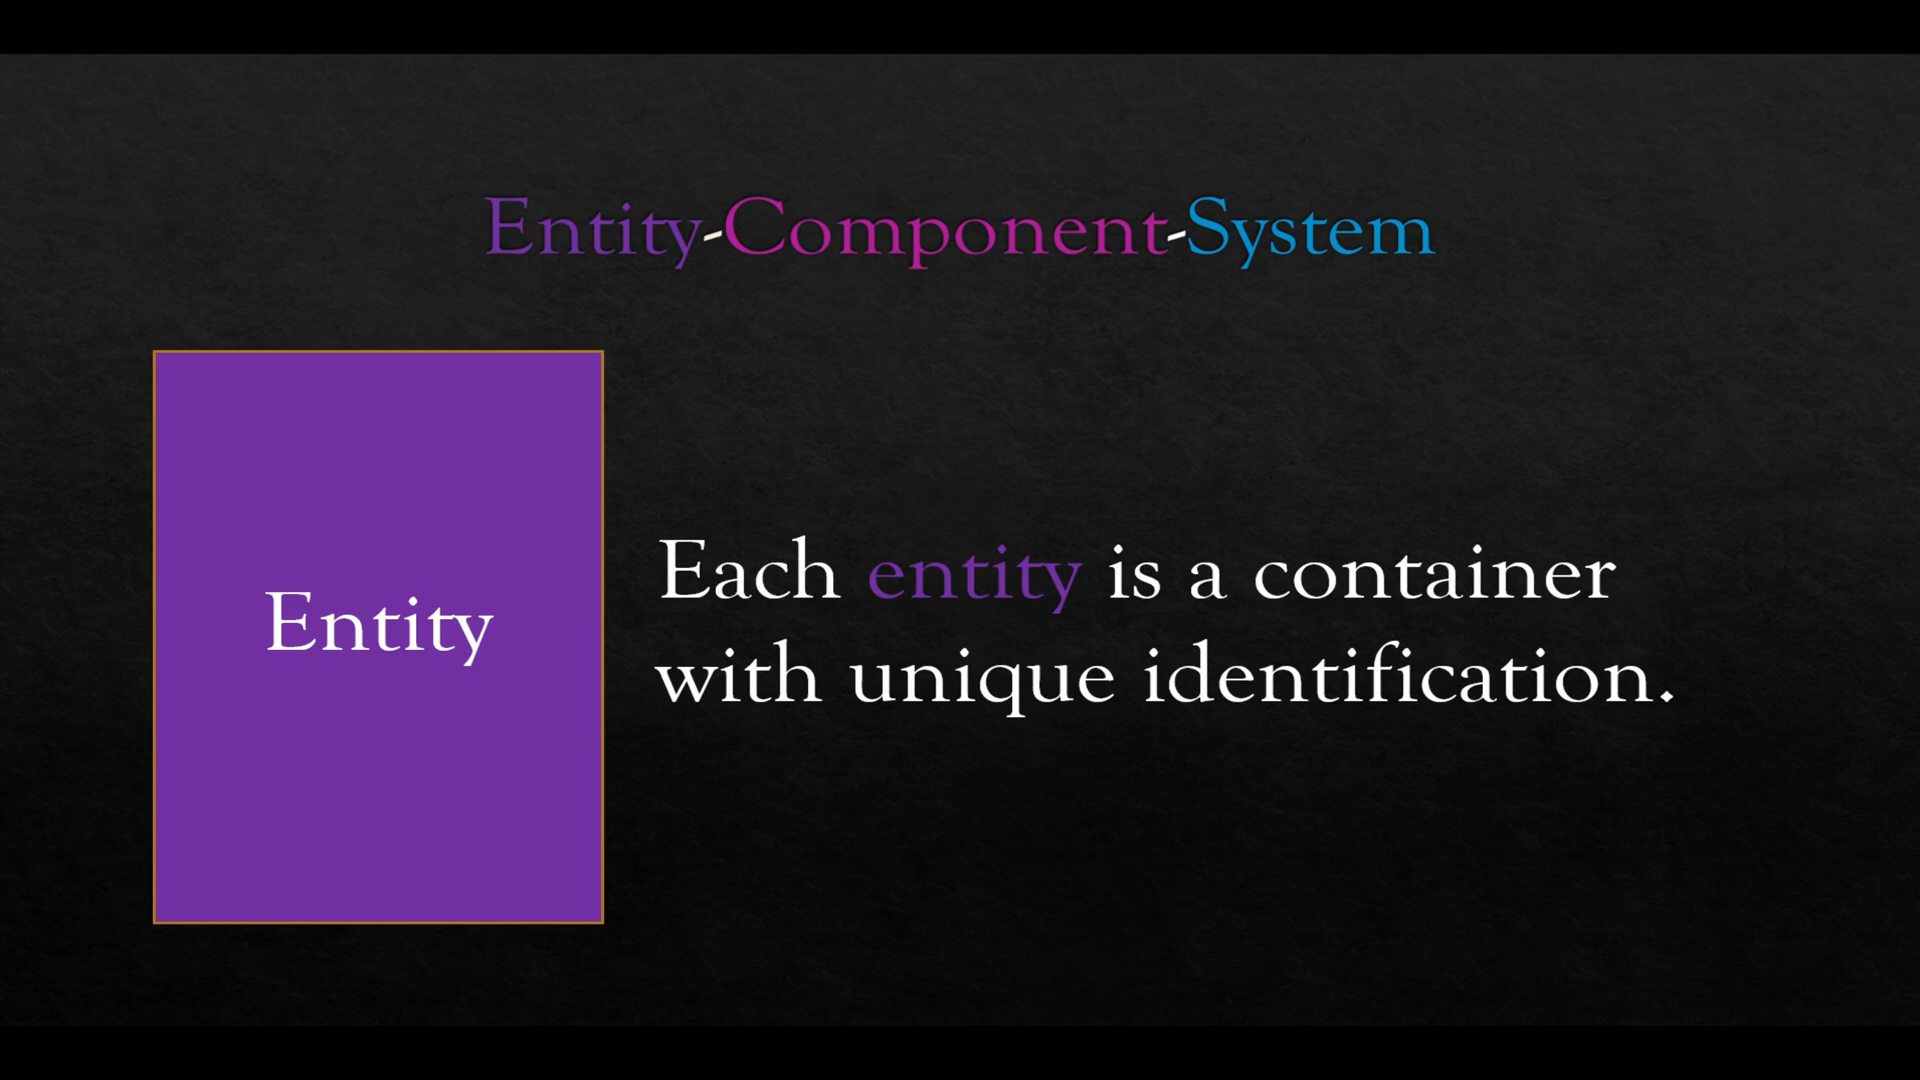 Entity-Component-System
Entity
Each entity is a container
with unique identification.